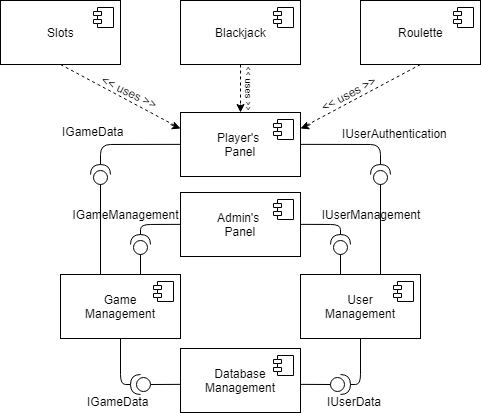 Slots
Blackjack
Roulette
<< uses >>
<< uses >>
<< uses >>
IGameData
Player's
Panel
IUserAuthentication
IGameManagement
Admin's
Panel
IUserManagement
Game
Management
User
Management
Database
Management
IGameData
IUserData